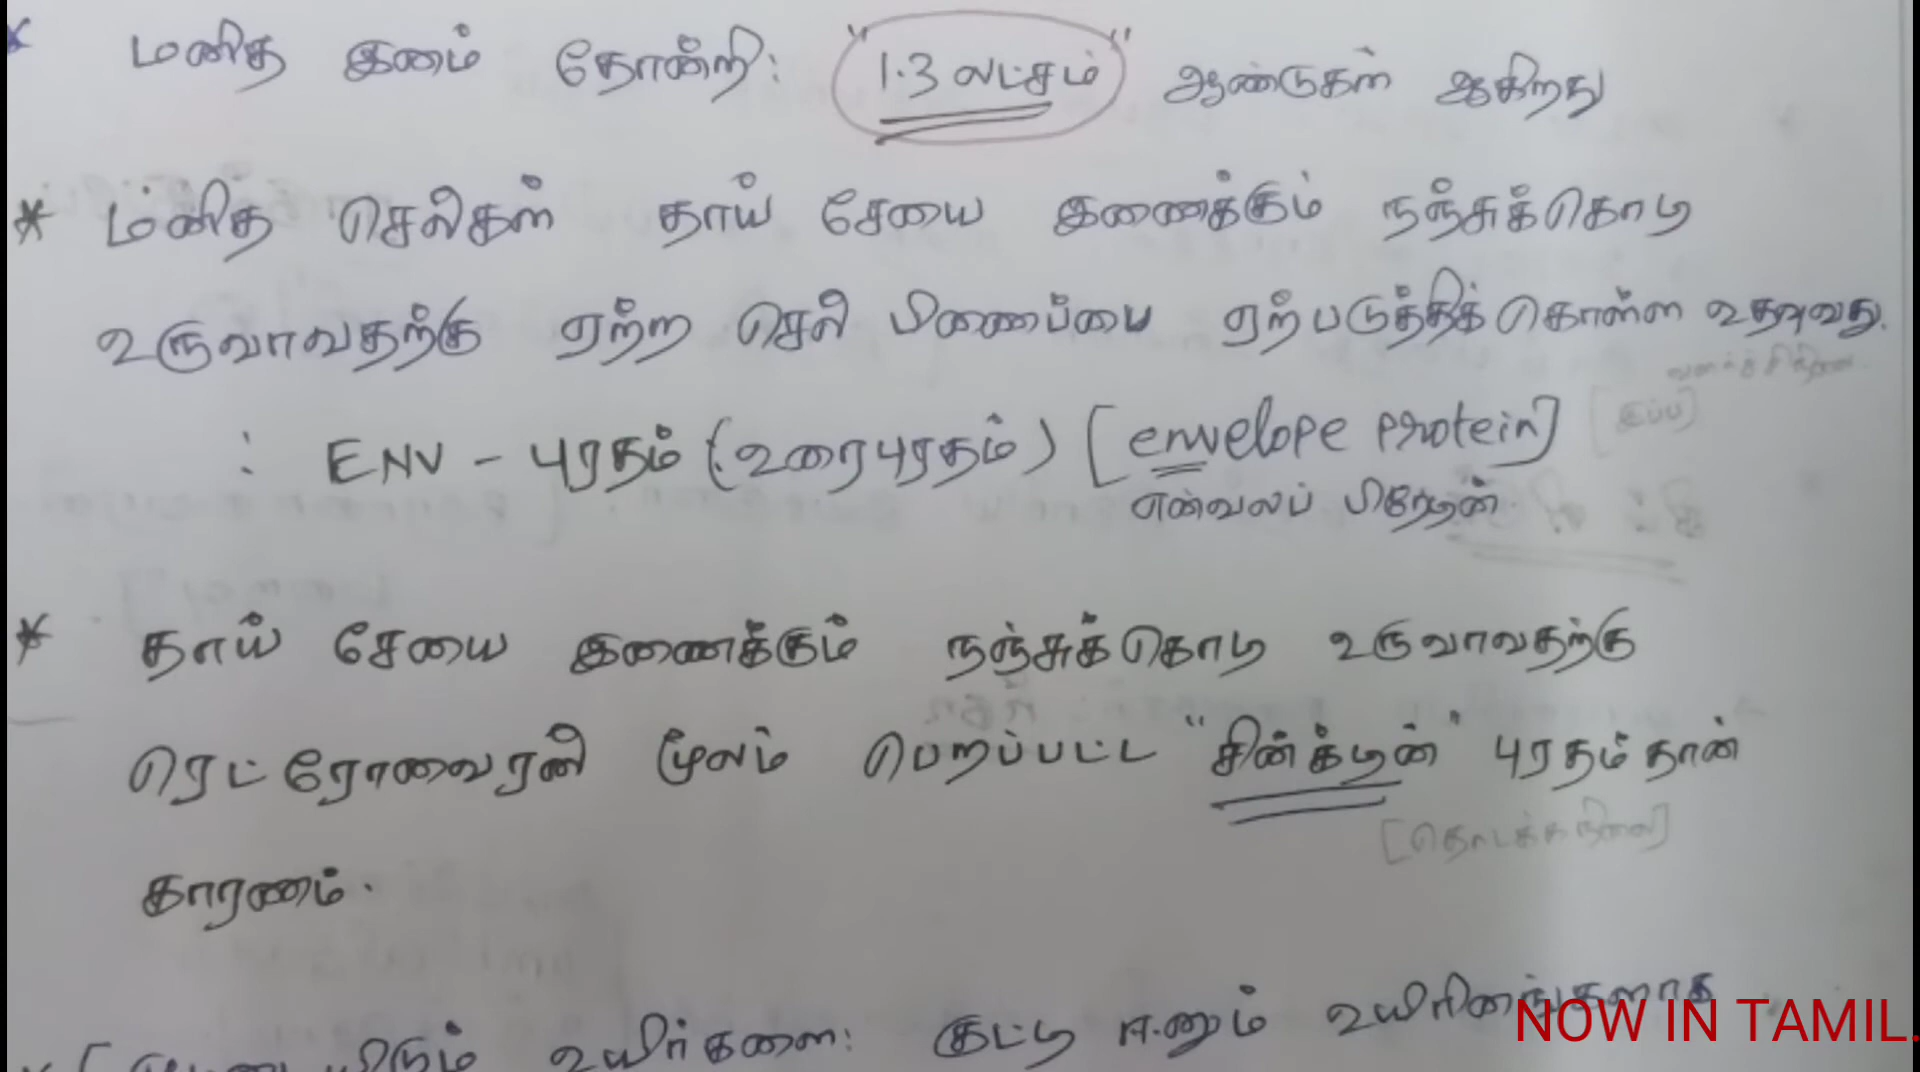 * மனித இனம் தோன்றி: "1.3 லட்சம்" ஆண்டுகள் ஆகிறது
* மனித செல்கள் தாய் சேயை இணைக்கும் நஞ்சுக்கொடி
உருவாவதற்கு ஏற்ற செல் பிணைப்பை ஏற்படுத்திக் கொள்ள உதவுவது.
: ENV - புரதம் (உரைபுரதம்) [envelope protein]
என்வலப் பிறேதன்
* தாய் சேயை இணைக்கும் நஞ்சுக்கொடி உருவாவதற்கு
ரெட்ரோவைரஸ் மூலம் பெறப்பட்ட "சின்க்டின்" புரதம்தான்
காரணம்.
உயிர்களை: குட்டி ஈனும் உயிரினங்களாக
NOW IN TAMIL.